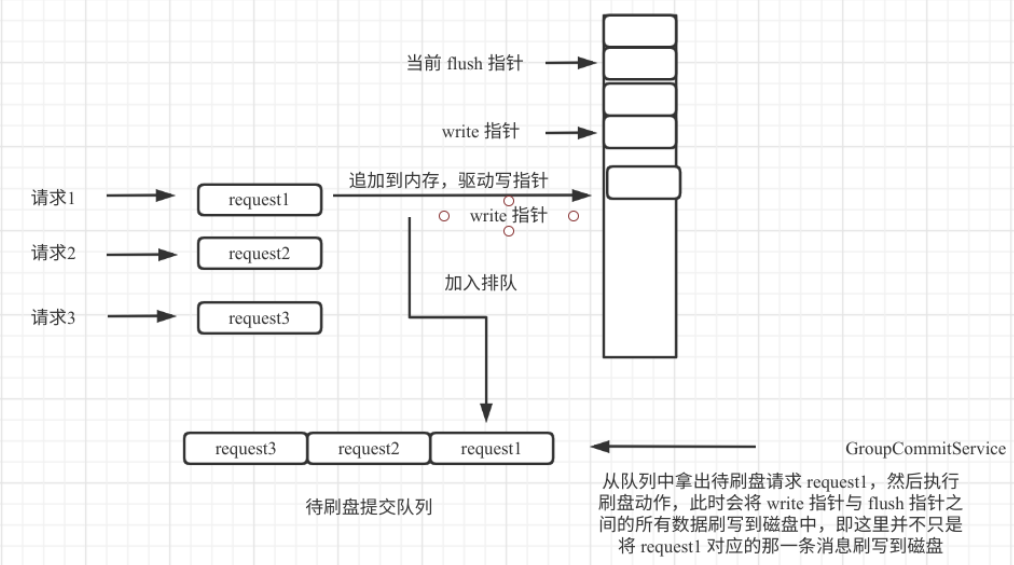 当前 flush 指针
write 指针
追加到内存，驱动写指针
请求1
request1
write 指针
请求2
request2
加入排队
请求3
request3
request3
request2
request1
GroupCommitService
待刷盘提交队列
从队列中拿出待刷盘请求 request1，然后执行
刷盘动作，此时会将 write 指针与 flush 指针之
间的所有数据刷写到磁盘中，即这里并不只是
将 request1 对应的那一条消息刷写到磁盘